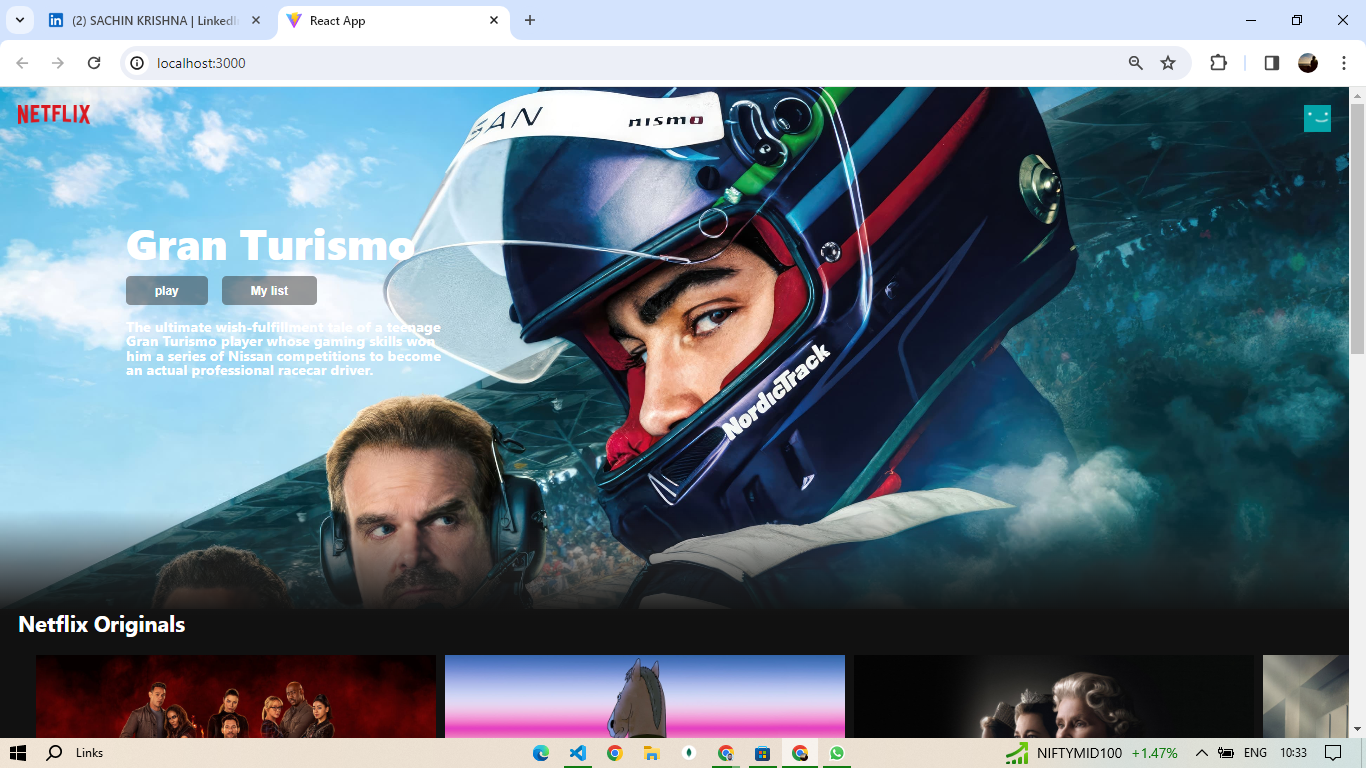 (2) SACHIN KRISHNA | LinkedIn
React App
localhost:3000
NETFLIX
SAN
nismo
Gran Turismo
play
My list
The ultimate wish-fulfillment tale of a teenage
Gran Turismo player whose gaming skills won
him a series of Nissan competitions to become
an actual professional racecar driver.
NordicTrack
Netflix Originals
Links
NIFTYMID100 +1.47%
ENG
10:33